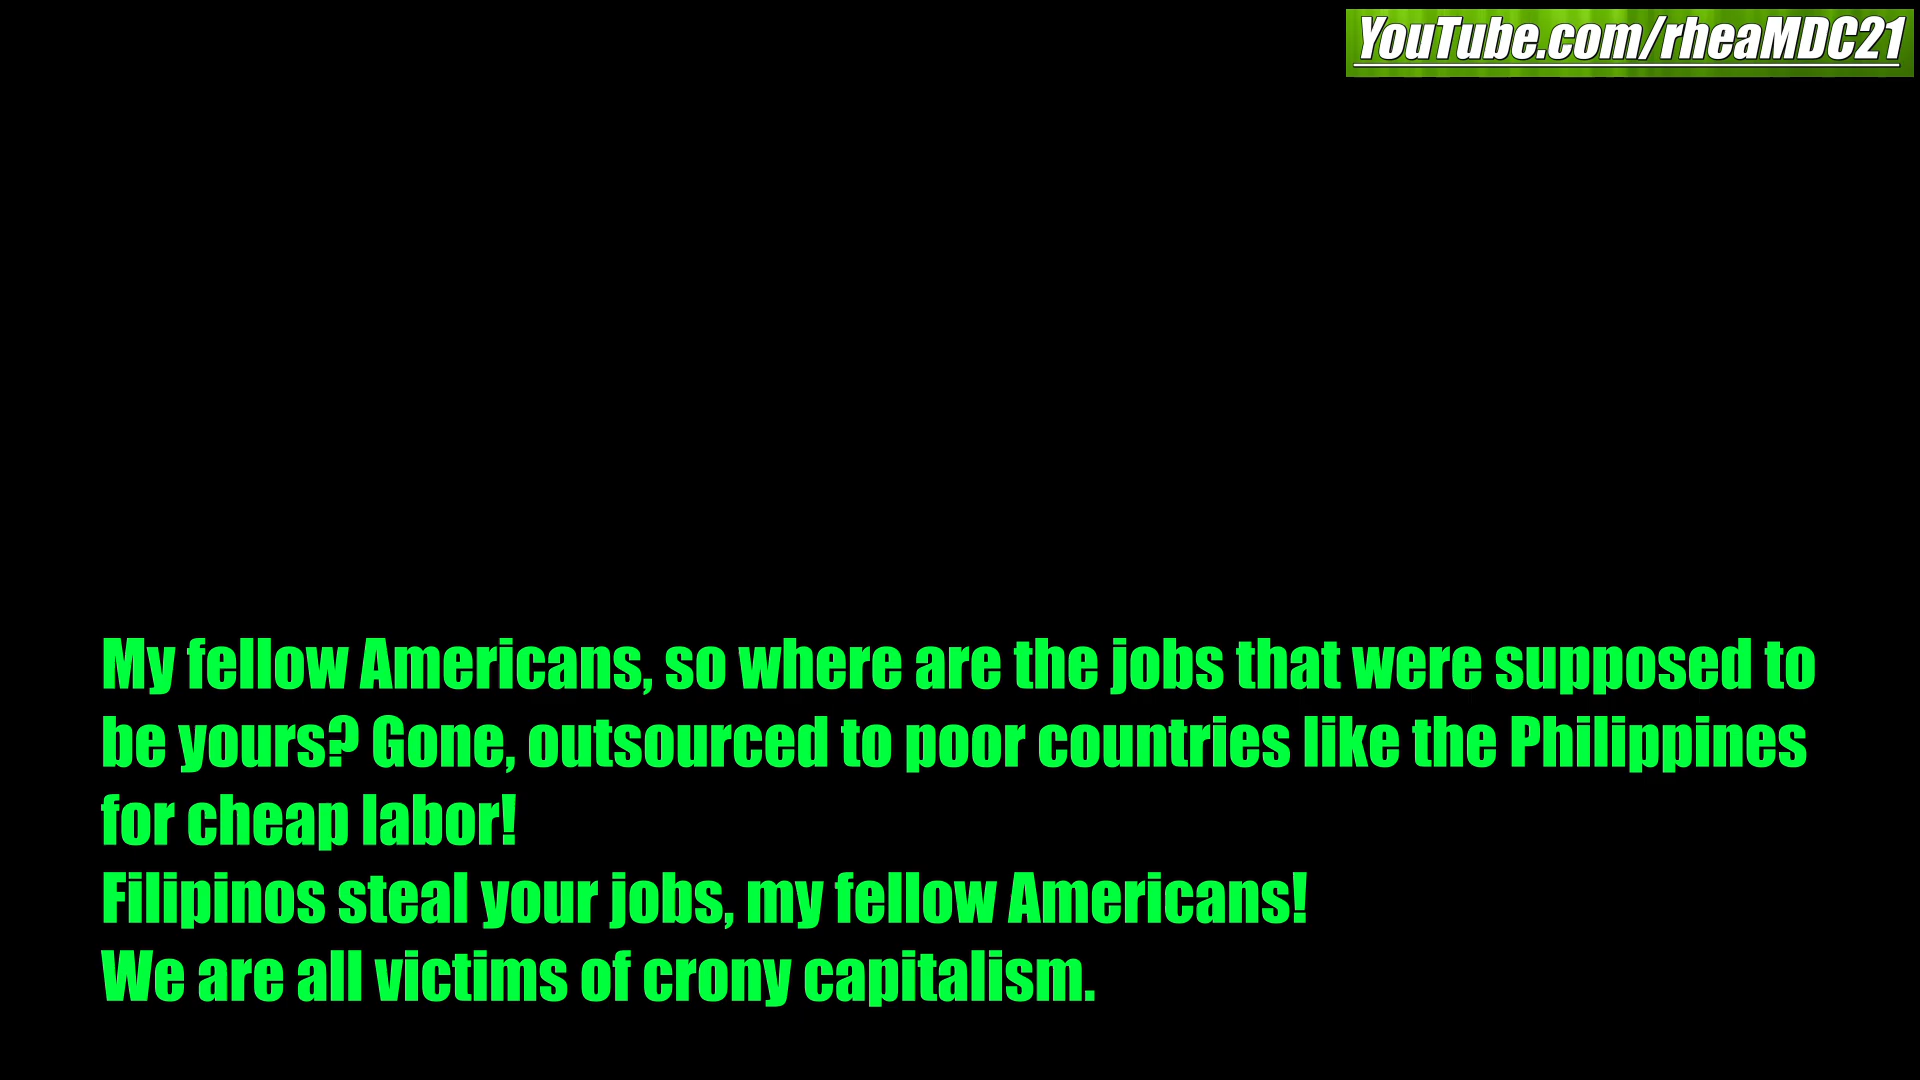 YouTube.com/rheaMDC21
My fellow Americans, so where are the jobs that were supposed to
be yours? Gone, outsourced to poor countries like the Philippines
for cheap labor!
Filipinos steal your jobs, my fellow Americans!
We are all victims of crony capitalism.